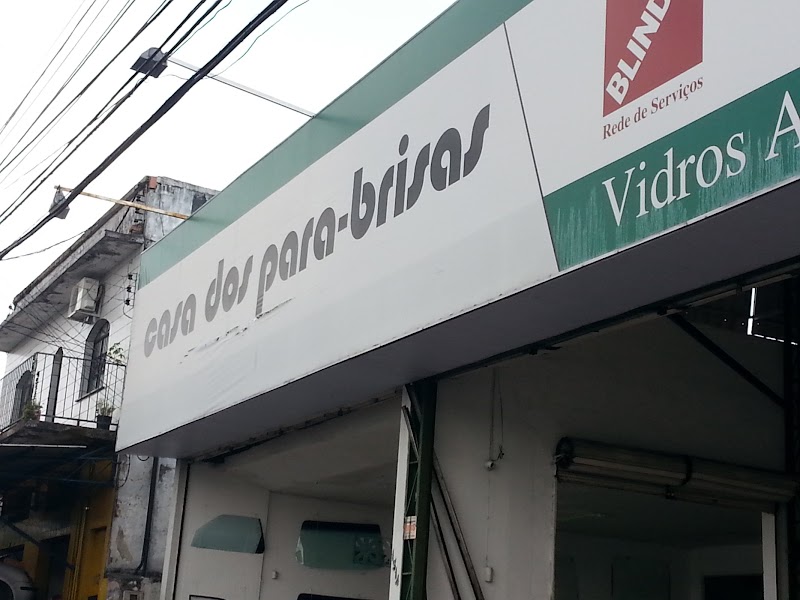 casa dos para-brisas
BLIND
Rede de Serviços
Vidros A